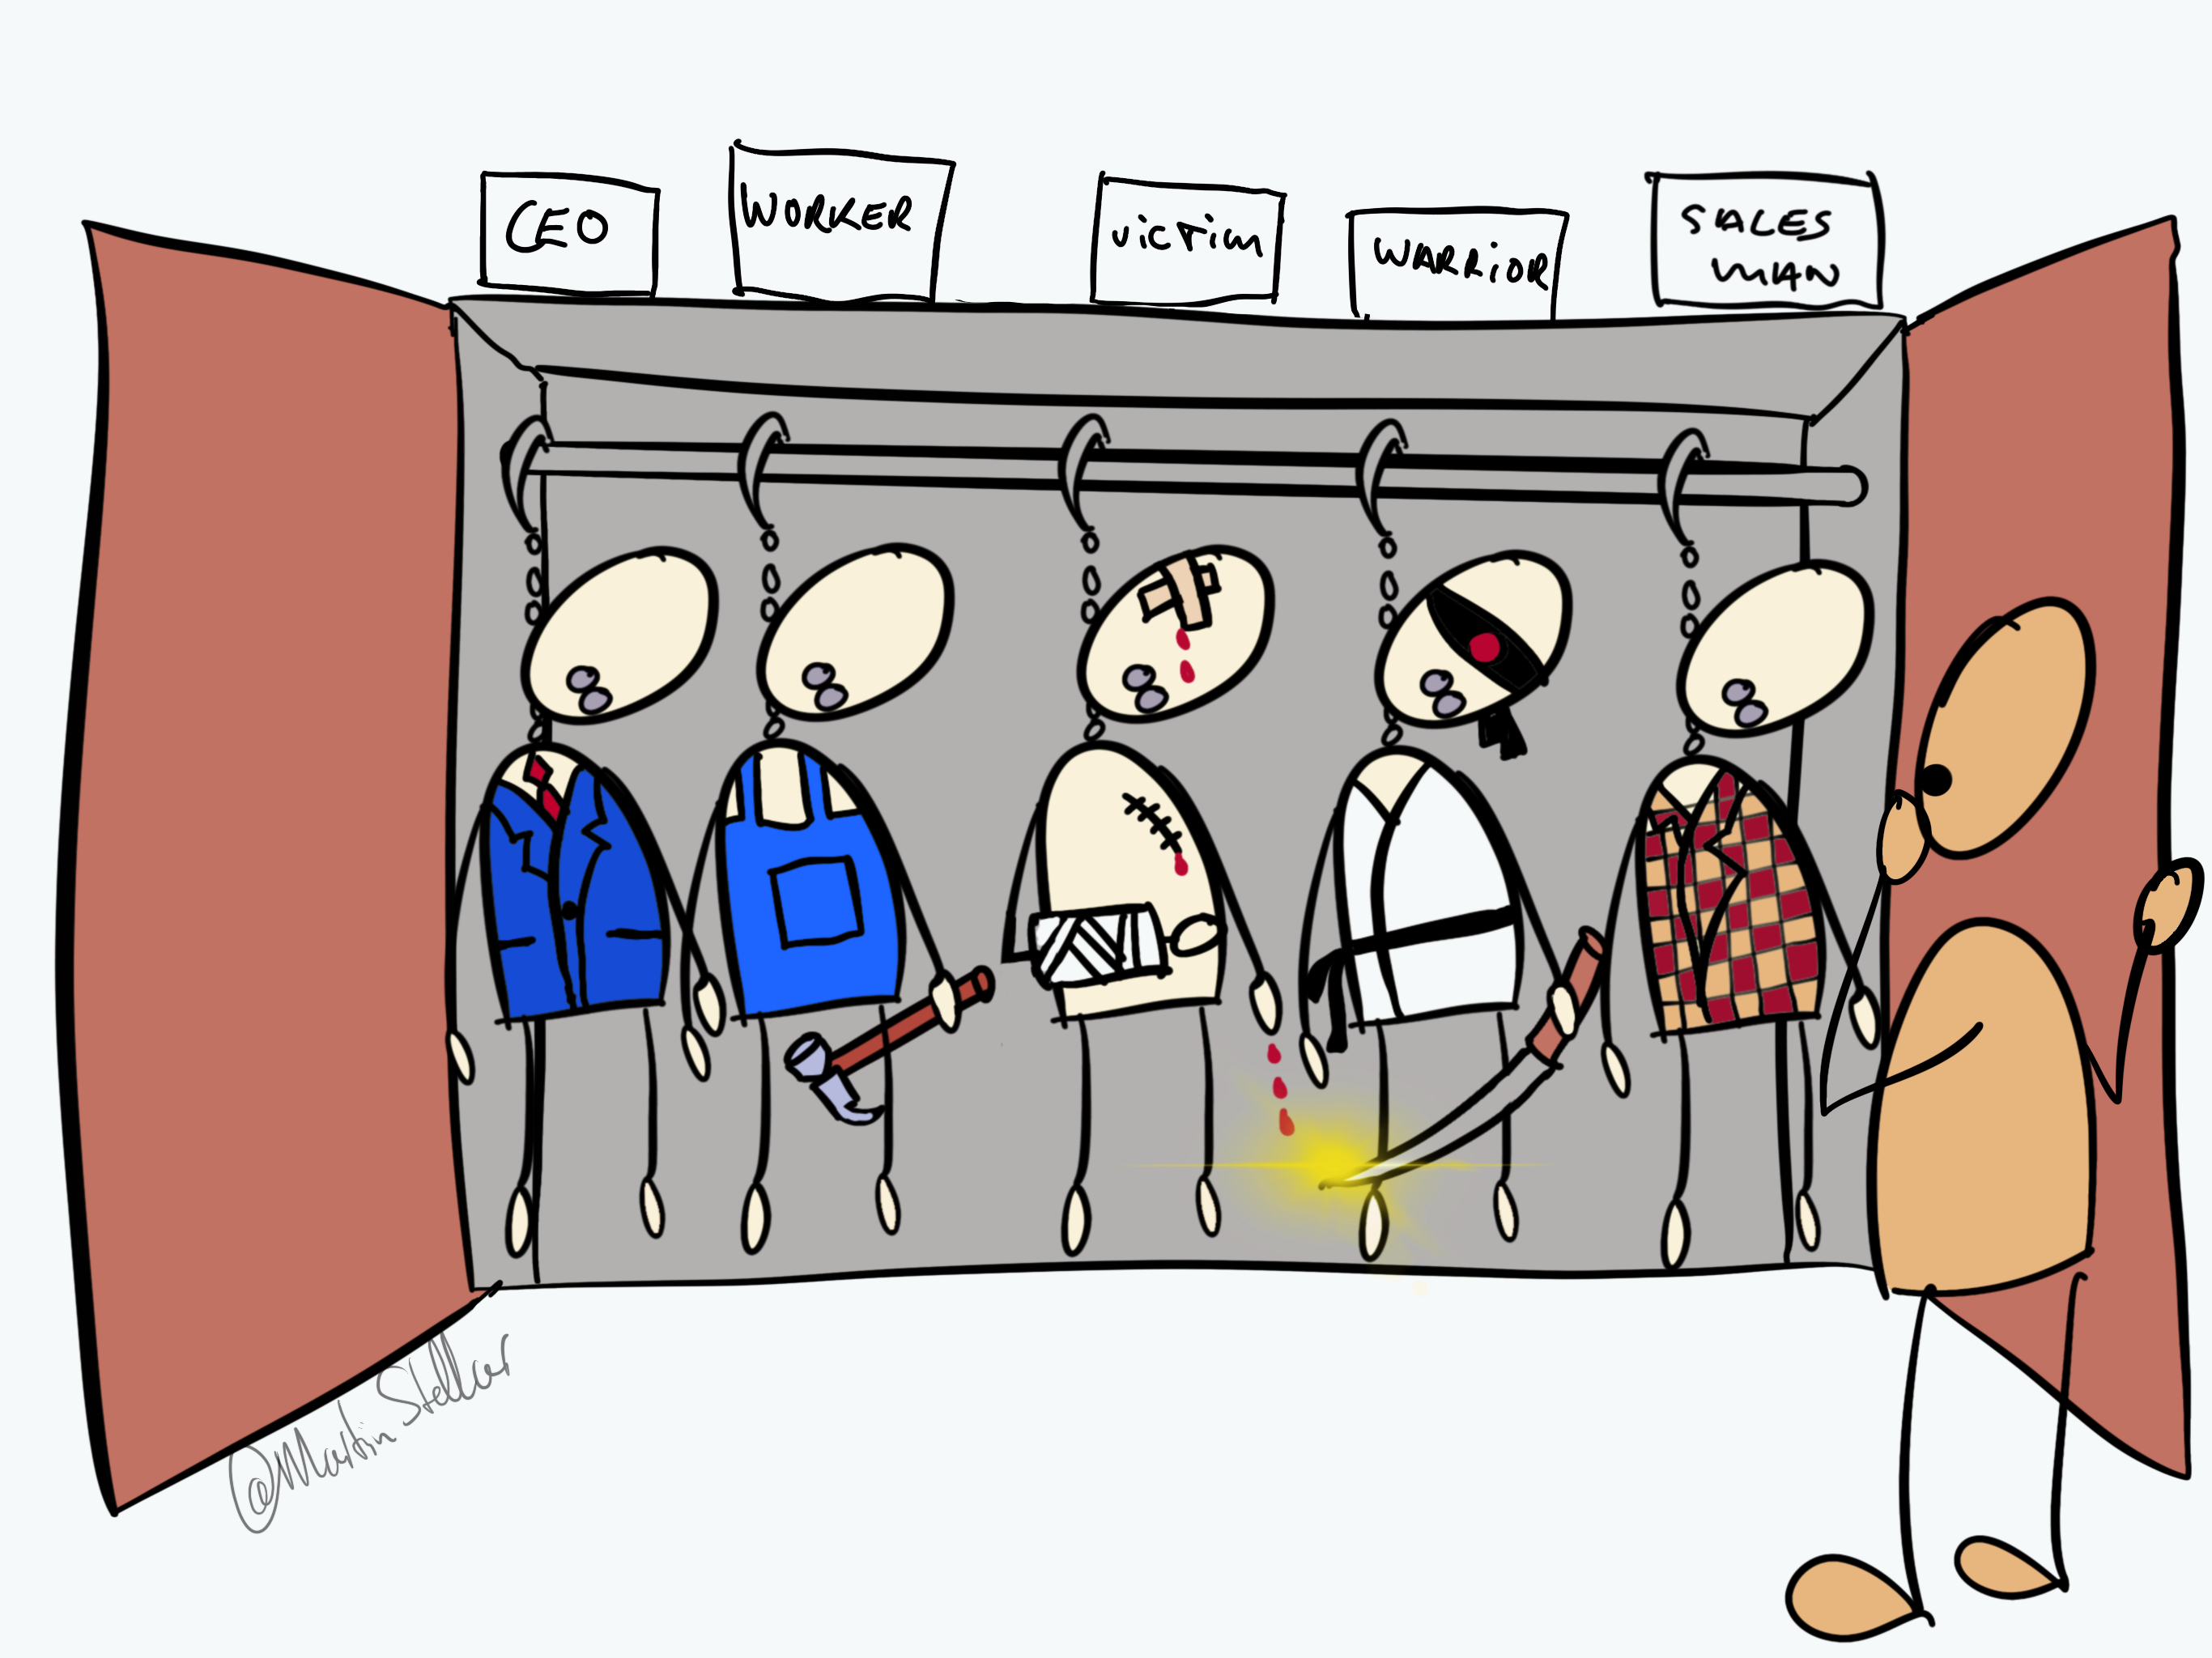 CEO
WORKER
ViCTim
WARRiOR
SALES
MAN
@Martin Stellar